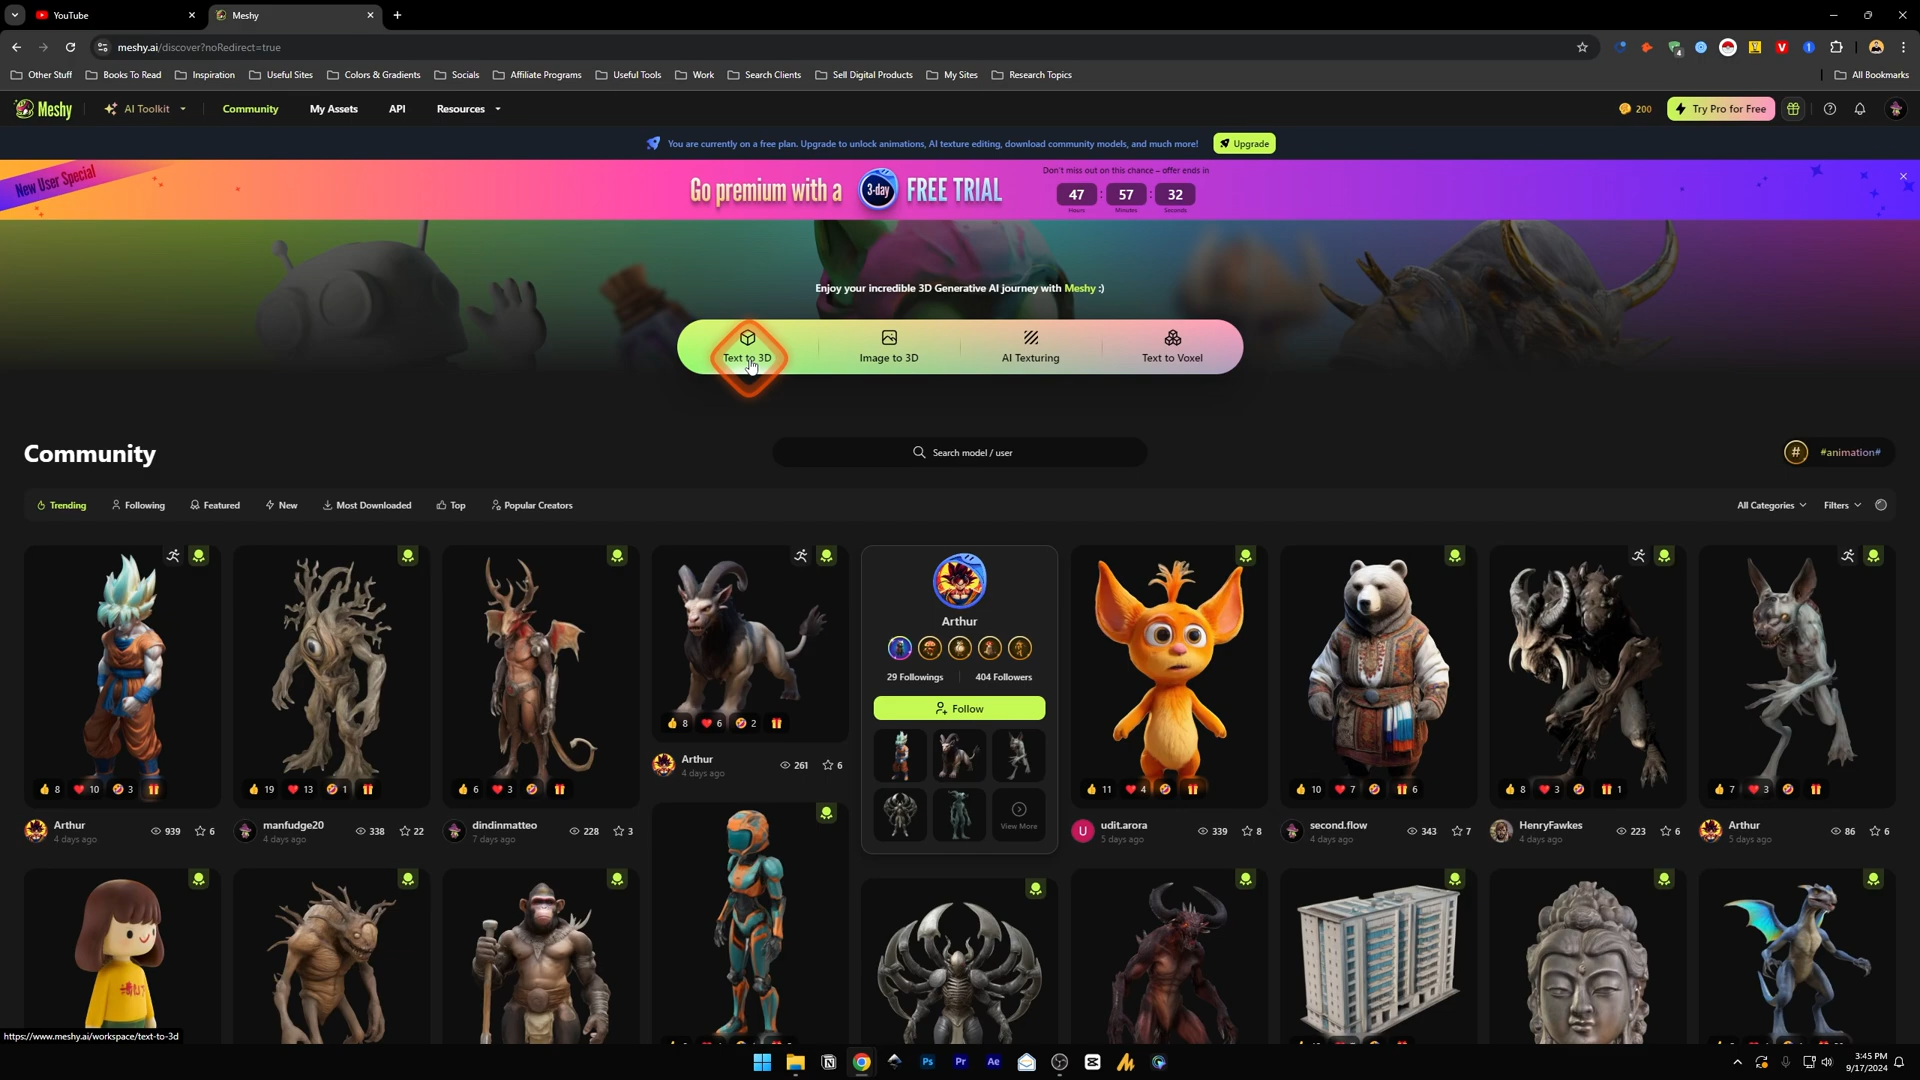 YouTube
Meshy
meshy.ai/discover?noRedirect=true
Other Stuff
Books To Read
Inspiration
Useful Sites
Colors & Gradients
Socials
Affiliate Programs
Useful Tools
Work
Search Clients
Sell Digital Products
My Sites
Research Topics
All Bookmarks
Meshy
AI Toolkit
Community
My Assets
API
Resources
200
Try Pro for Free
You are currently on a free plan. Upgrade to unlock animations, AI texture editing, download community models, and much more!
Upgrade
New User Special
Go premium with a 3-day FREE TRIAL
Don't miss out on this chance – offer ends in
47 : 57 : 32
Hours Minutes Seconds
Enjoy your incredible 3D Generative AI journey with Meshy :)
Text to 3D
Image to 3D
AI Texturing
Text to Voxel
Community
Search model / user
# #animation#
Trending
Following
Featured
New
Most Downloaded
Top
Popular Creators
All Categories
Filters
8 10 3
Arthur
4 days ago
939 6
19 13 1
manfudge20
4 days ago
338 22
6 3
dindinmatteo
7 days ago
228 3
8 6 2
Arthur
4 days ago
261 6
Arthur
29 Followings
404 Followers
Follow
View More
11 4
U
udit.arora
5 days ago
339 8
10 7 6
second.flow
4 days ago
343 7
8 3 1
HenryFawkes
4 days ago
223 6
7 3
Arthur
5 days ago
86 6
https://www.meshy.ai/workspace/text-to-3d
Ps
Pr
Ae
3:45 PM
9/17/2024